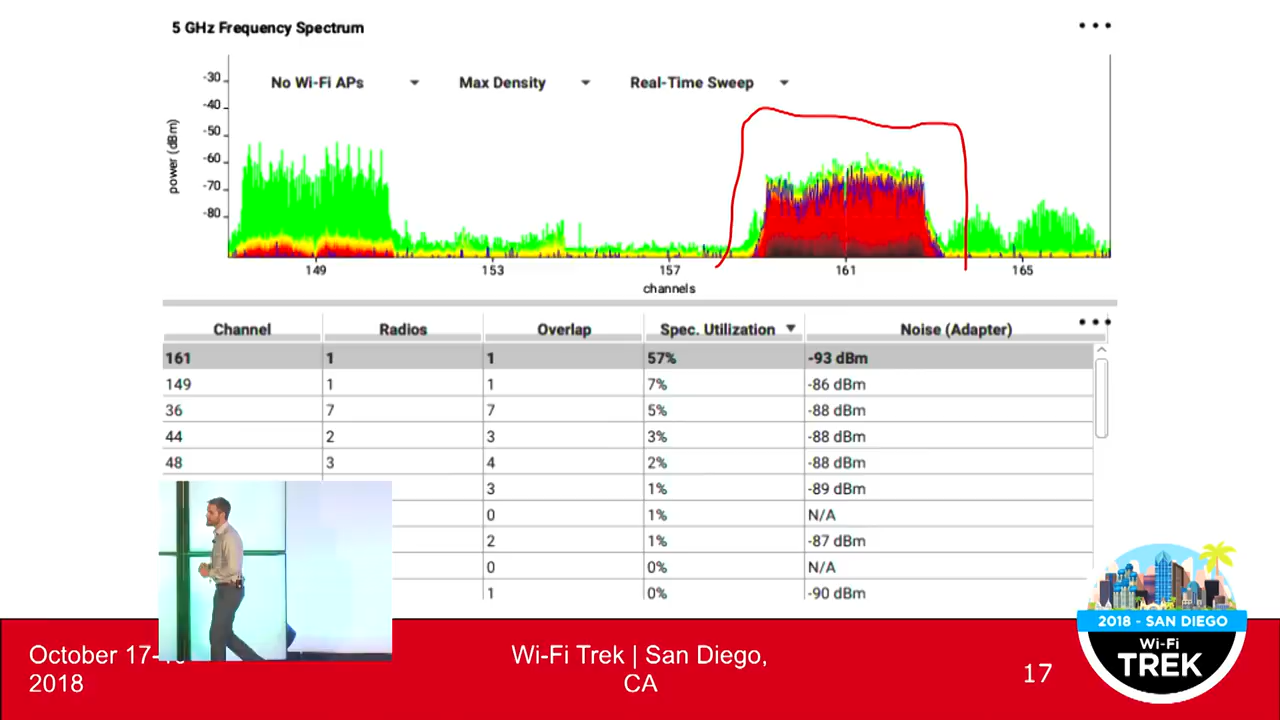 5 GHz Frequency Spectrum
No Wi-Fi APs Max Density Real-Time Sweep
-30
-40
-50
-60
-70
-80
power (dBm)
149 153 157 161 165
channels
Channel Radios Overlap Spec. Utilization Noise (Adapter)
161 1 1 57% -93 dBm
149 1 1 7% -86 dBm
36 7 7 5% -88 dBm
44 2 3 3% -88 dBm
48 3 4 2% -88 dBm
3 1% -89 dBm
0 1% N/A
2 1% -87 dBm
0 0% N/A
1 0% -90 dBm
October 17-
2018
Wi-Fi Trek | San Diego,
CA
17
2018 - SAN DIEGO
Wi-Fi
TREK